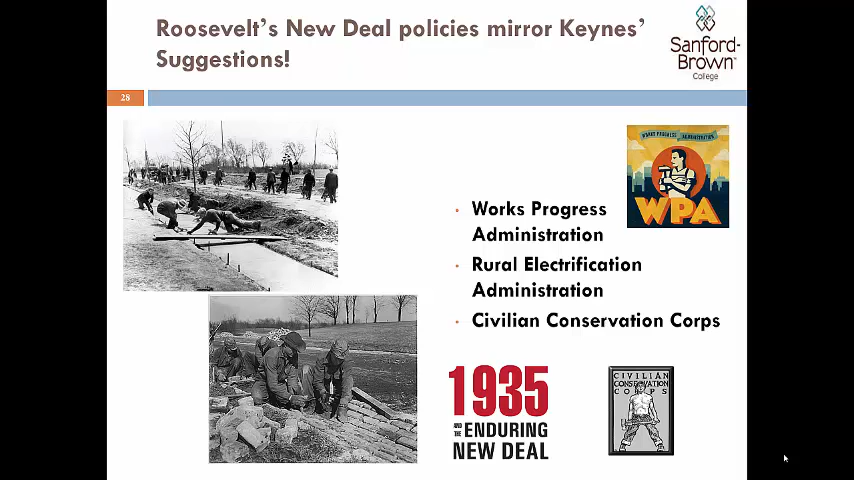 Roosevelt's New Deal policies mirror Keynes'
Suggestions!
Sanford-
Brown
College
28
WORKS PROGRESS ADMINISTRATION
WPA
• Works Progress
Administration
• Rural Electrification
Administration
• Civilian Conservation Corps
1935
AND THE ENDURING
NEW DEAL
CIVILIAN
CONSERVATION
CORPS